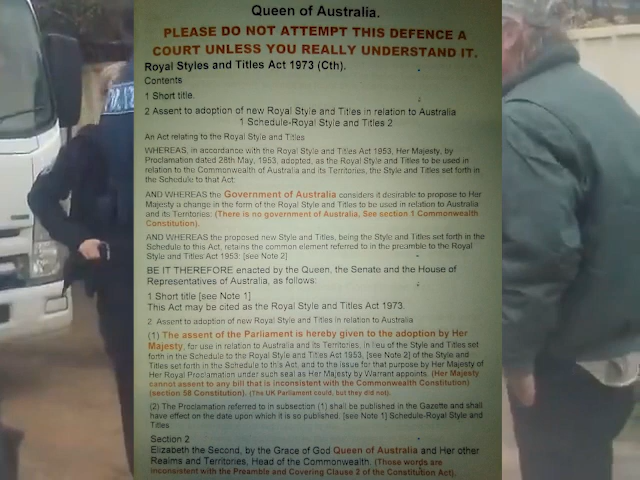 Queen of Australia.
PLEASE DO NOT ATTEMPT THIS DEFENCE A
COURT UNLESS YOU REALLY UNDERSTAND IT.
Royal Styles and Titles Act 1973 (Cth).
Contents
1 Short title.
2 Assent to adoption of new Royal Style and Titles in relation to Australia
1 Schedule-Royal Style and Titles 2
An Act relating to the Royal Style and Titles
WHEREAS, in accordance with the Royal Style and Titles Act 1953, Her Majesty, by
Proclamation dated 28th May, 1953, adopted, as the Royal Style and Titles to be used in
relation to the Commonwealth of Australia and its Territories, the Style and Titles set forth in
the Schedule to that Act:
AND WHEREAS the Government of Australia considers it desirable to propose to Her
Majesty a change in the form of the Royal Style and Titles to be used in relation to Australia
and its Territories: (There is no government of Australia, See section 1 Commonwealth
Constitution).
AND WHEREAS the proposed new Style and Titles, being the Style and Titles set forth in the
Schedule to this Act, retains the common element referred to in the preamble to the Royal
Style and Titles Act 1953: [see Note 2]
BE IT THEREFORE enacted by the Queen, the Senate and the House of
Representatives of Australia, as follows:
1 Short title [see Note 1]
This Act may be cited as the Royal Style and Titles Act 1973.
2 Assent to adoption of new Royal Style and Titles in relation to Australia
(1) The assent of the Parliament is hereby given to the adoption by Her
Majesty, for use in relation to Australia and its Territories, in lieu of the Style and Titles set
forth in the Schedule to the Royal Style and Titles Act 1953, [see Note 2] of the Style and
Titles set forth in the Schedule to this Act, and to the issue for that purpose by Her Majesty of
Her Royal Proclamation under such seal as Her Majesty by Warrant appoints. (Her Majesty
cannot assent to any bill that is inconsistent with the Commonwealth Constitution)
(section 58 Constitution). (The UK Parliament could, but they did not).
(2) The Proclamation referred to in subsection (1) shall be published in the Gazette and shall
have effect on the date upon which it is so published. [see Note 1] Schedule-Royal Style and
Titles
Section 2
Elizabeth the Second, by the Grace of God Queen of Australia and Her other
Realms and Territories, Head of the Commonwealth. (These words are
inconsistent with the Preamble and Covering Clause 2 of the Constitution Act).